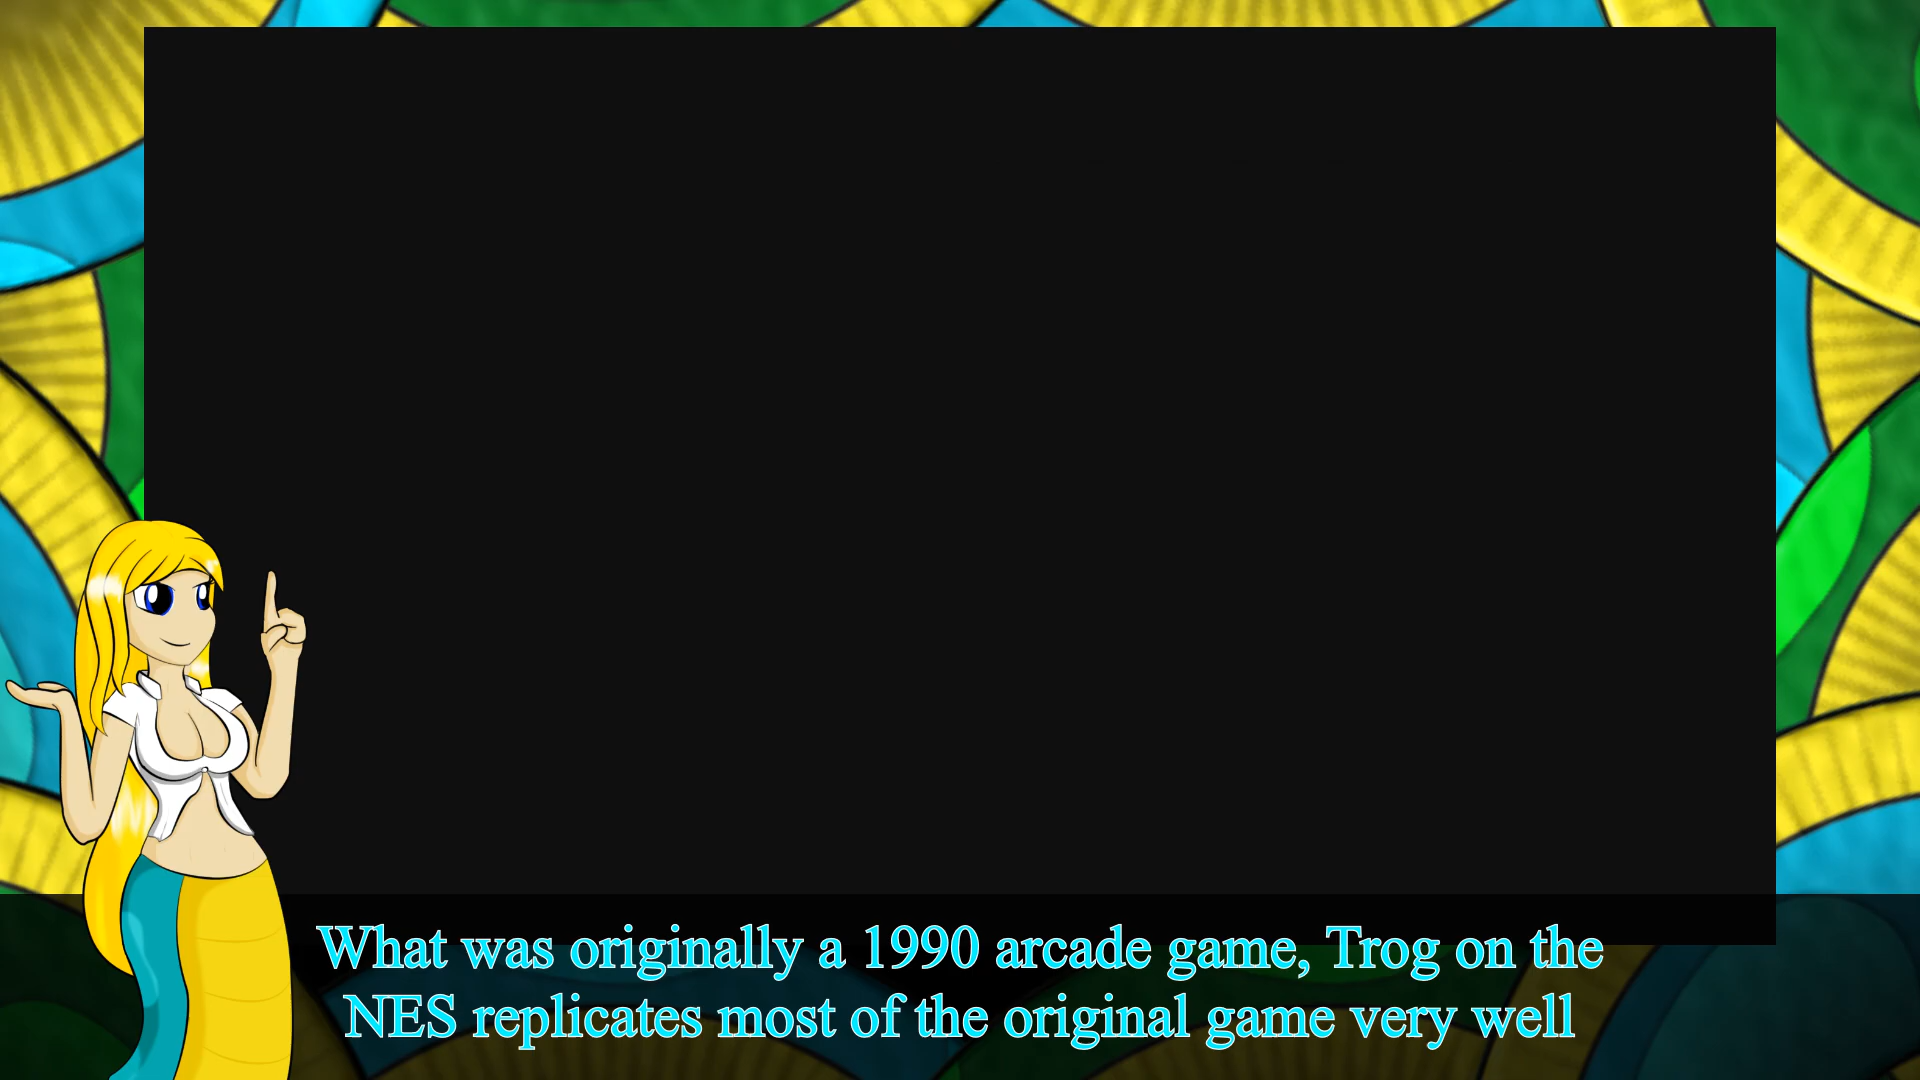 What was originally a 1990 arcade game, Trog on the
NES replicates most of the original game very well